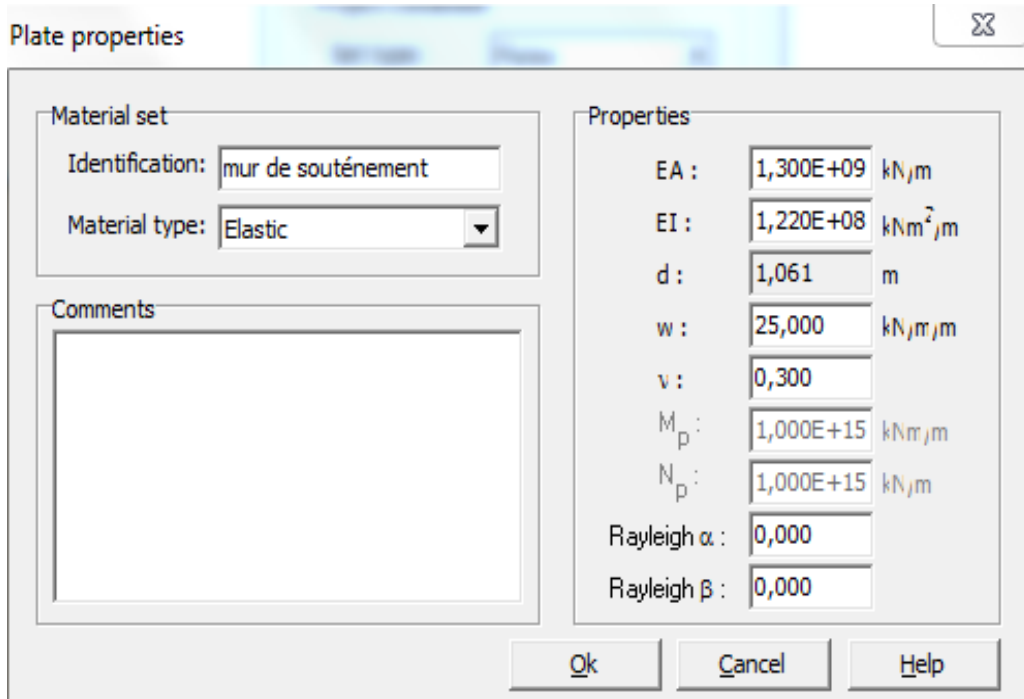 Plate properties
Material set
Identification: mur de souténement
Material type: Elastic
Comments
Properties
EA : 1,300E+09 kN/m
EI : 1,220E+08 kNm²/m
d : 1,061 m
w : 25,000 kN/m/m
ν : 0,300
Mp : 1,000E+15 kNm/m
Np : 1,000E+15 kN/m
Rayleigh α : 0,000
Rayleigh β : 0,000
Ok Cancel Help